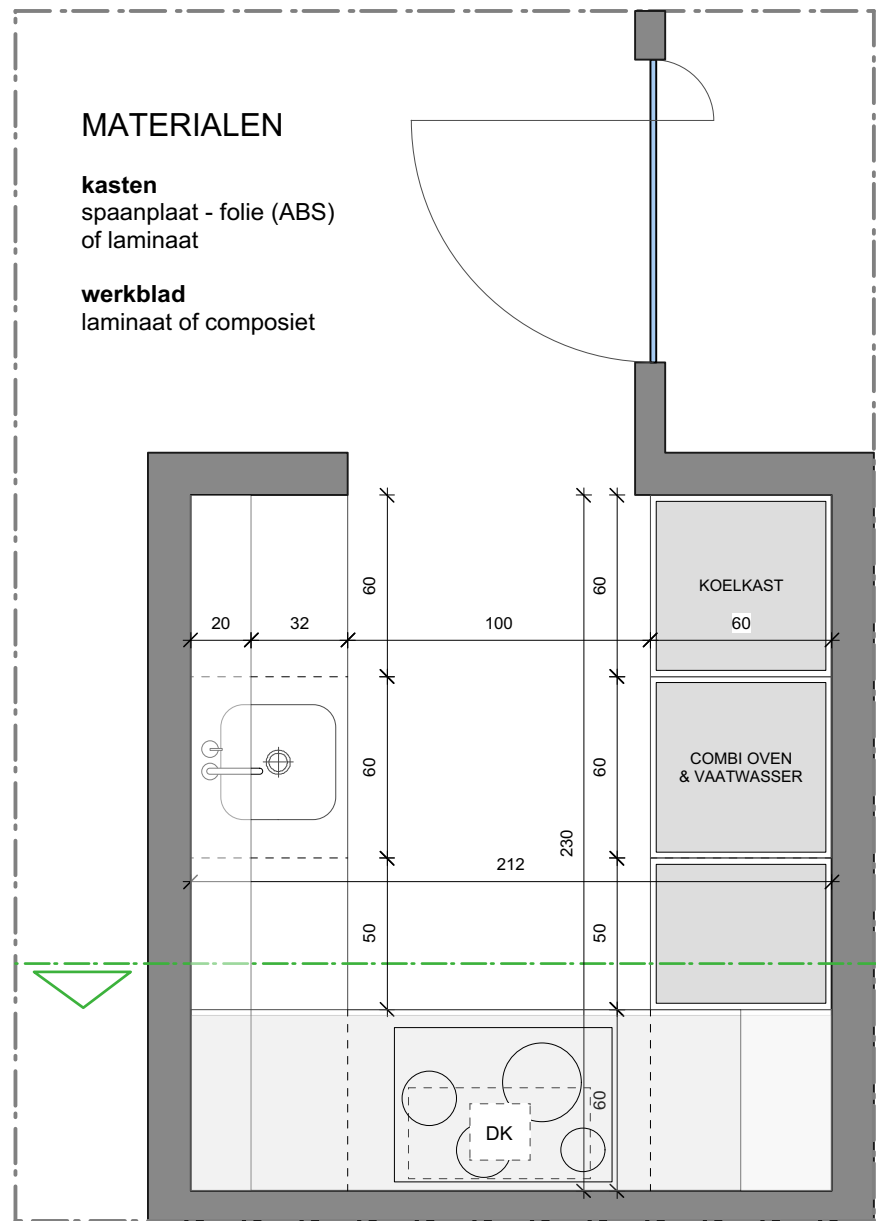 MATERIALEN
kasten
spaanplaat - folie (ABS)
of laminaat
werkblad
laminaat of composiet
60
60
KOELKAST
20
32
100
60
60
60
COMBI OVEN
& VAATWASSER
230
212
50
50
60
DK